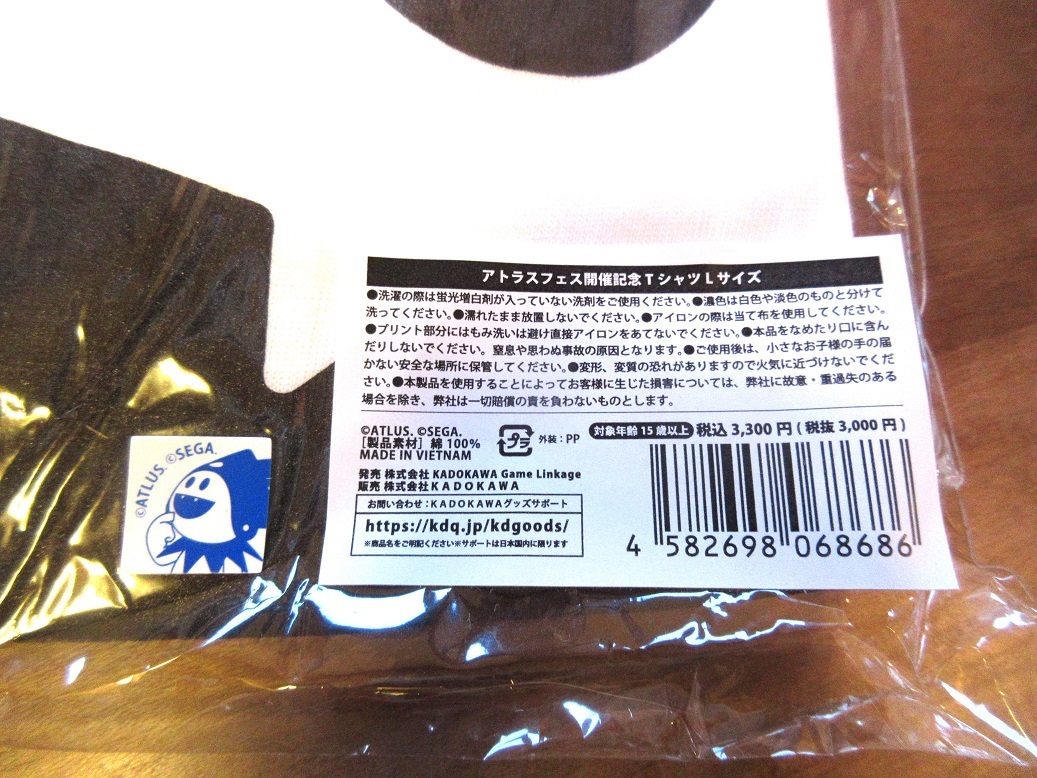 アトラスフェス開催記念TシャツLサイズ
●洗濯の際は蛍光増白剤が入っていない洗剤をご使用ください。●濃色は白色や淡色のものと分けて
洗ってください。●濡れたまま放置しないでください。●アイロンの際は当て布を使用してください。
●プリント部分にはもみ洗いは避け直接アイロンをあてないでください。●本品をなめたり口に含ん
だりしないでください。窒息や思わぬ事故の原因となります。●ご使用後は、小さなお子様の手の届
かない安全な場所に保管してください。●変形、変質の恐れがありますので火気に近づけないでくだ
さい。●本製品を使用することによってお客様に生じた損害については、弊社に故意・重過失のある
場合を除き、弊社は一切賠償の責を負わないものとします。
©ATLUS. ©SEGA.
[製品素材] 綿 100%
MADE IN VIETNAM
プラ
外装：PP
対象年齢15歳以上 税込 3,300 円 ( 税抜 3,000 円 )
発売 株式会社 KADOKAWA Game Linkage
販売 株式会社 KADOKAWA
お問い合わせ：KADOKAWAグッズサポート
https://kdq.jp/kdgoods/
※商品名をご明記ください※サポートは日本国内に限ります
4 582698 068686
©ATLUS. ©SEGA.